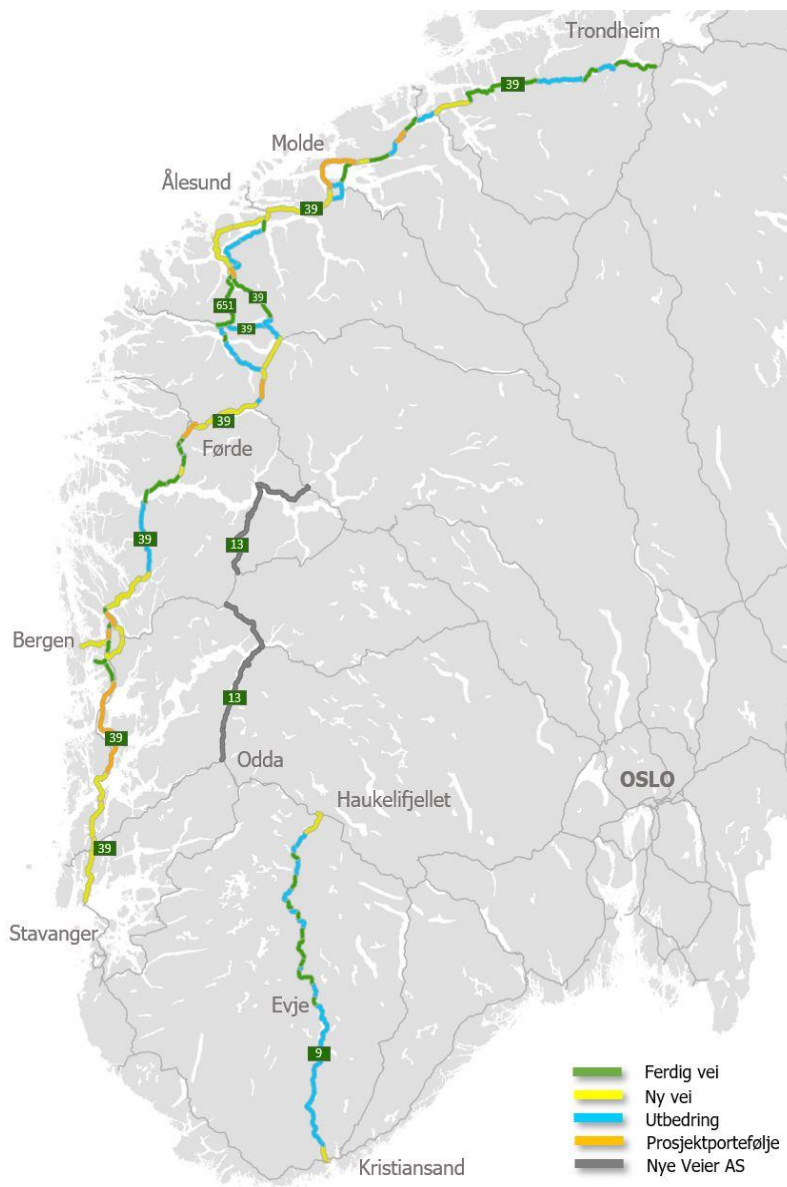 Trondheim
39
Molde
Ålesund
39
39
651
39
39
Førde
39
13
Bergen
13
39
Odda
OSLO
Haukelifjellet
39
Stavanger
Evje
9
Kristiansand
Ferdig vei
Ny vei
Utbedring
Prosjektportefølje
Nye Veier AS